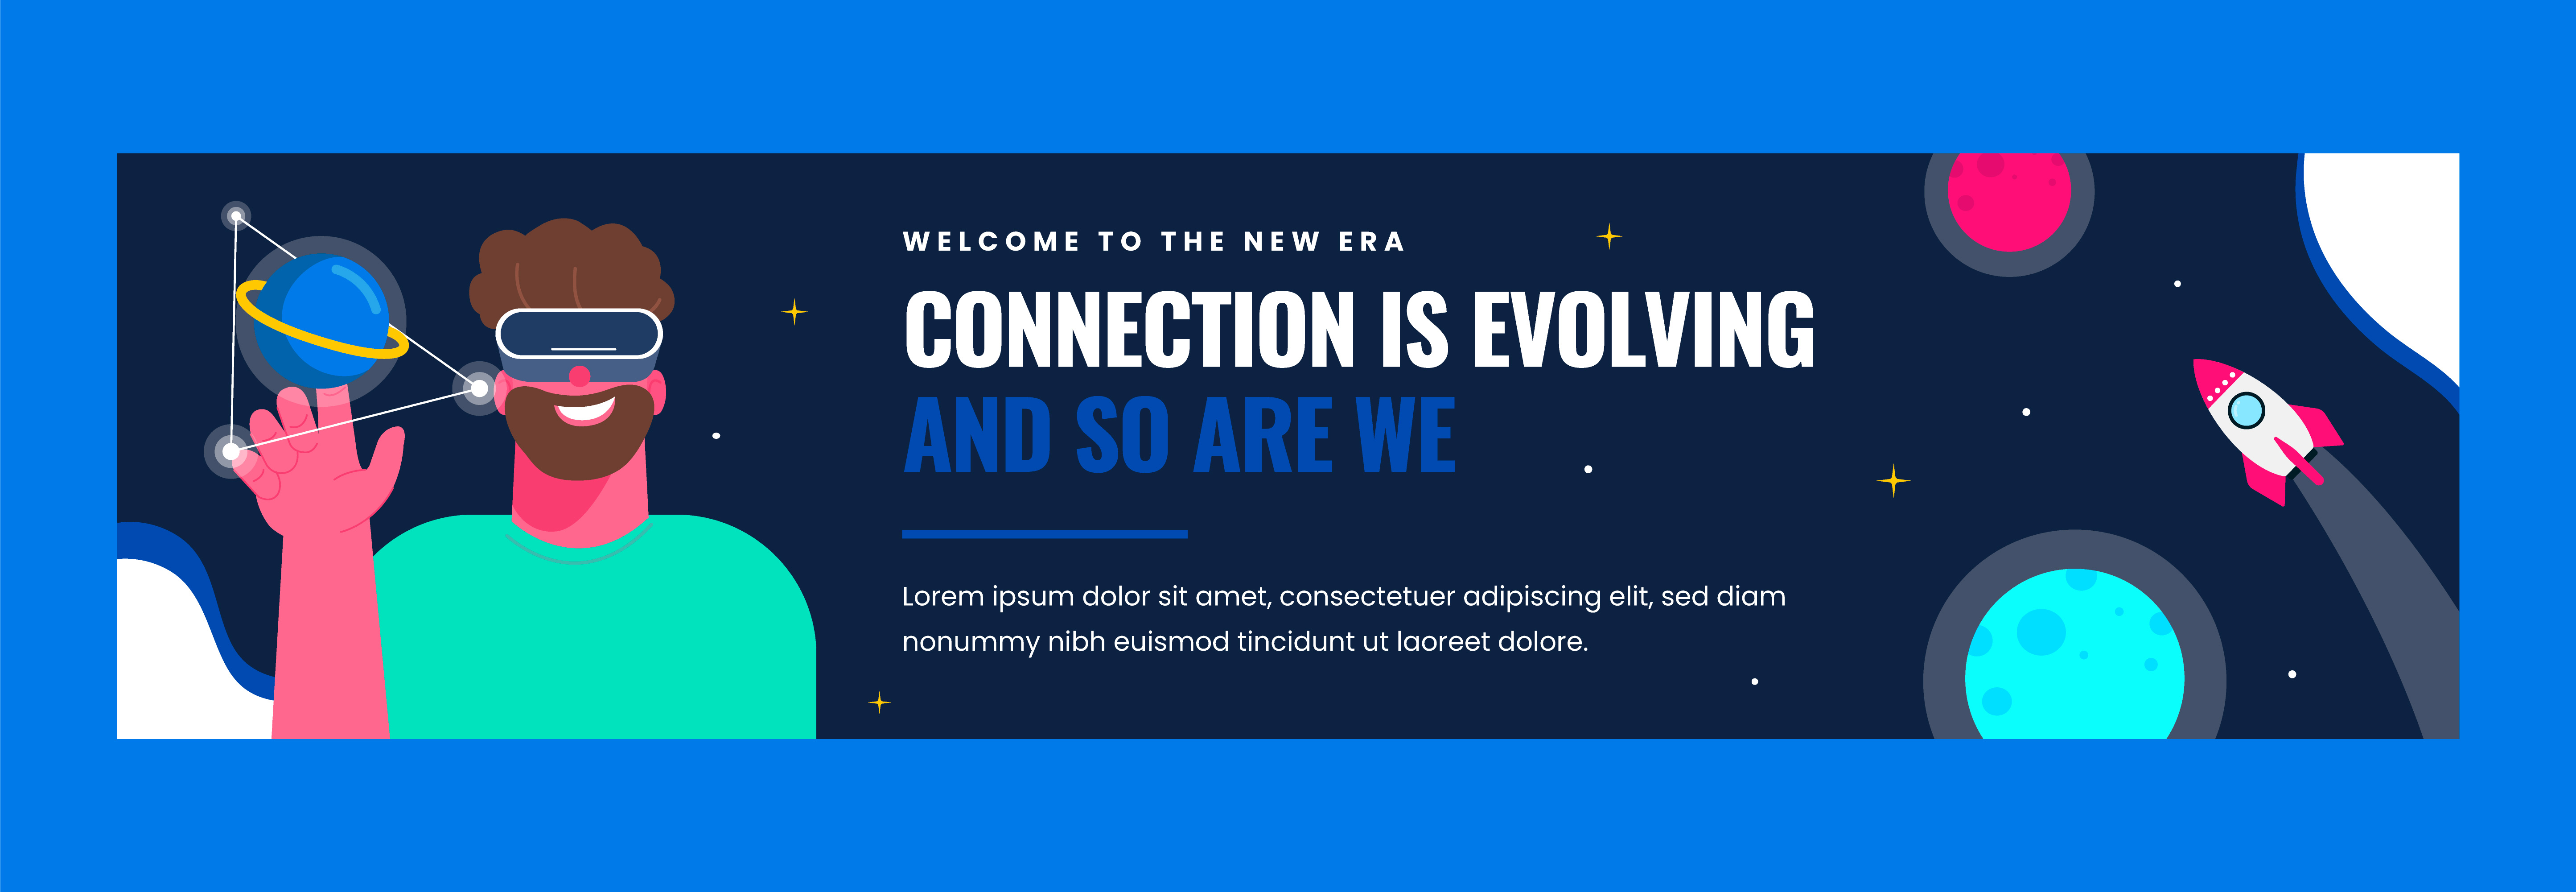 WELCOME TO THE NEW ERA
CONNECTION IS EVOLVING
AND SO ARE WE
Lorem ipsum dolor sit amet, consectetuer adipiscing elit, sed diam
nonummy nibh euismod tincidunt ut laoreet dolore.